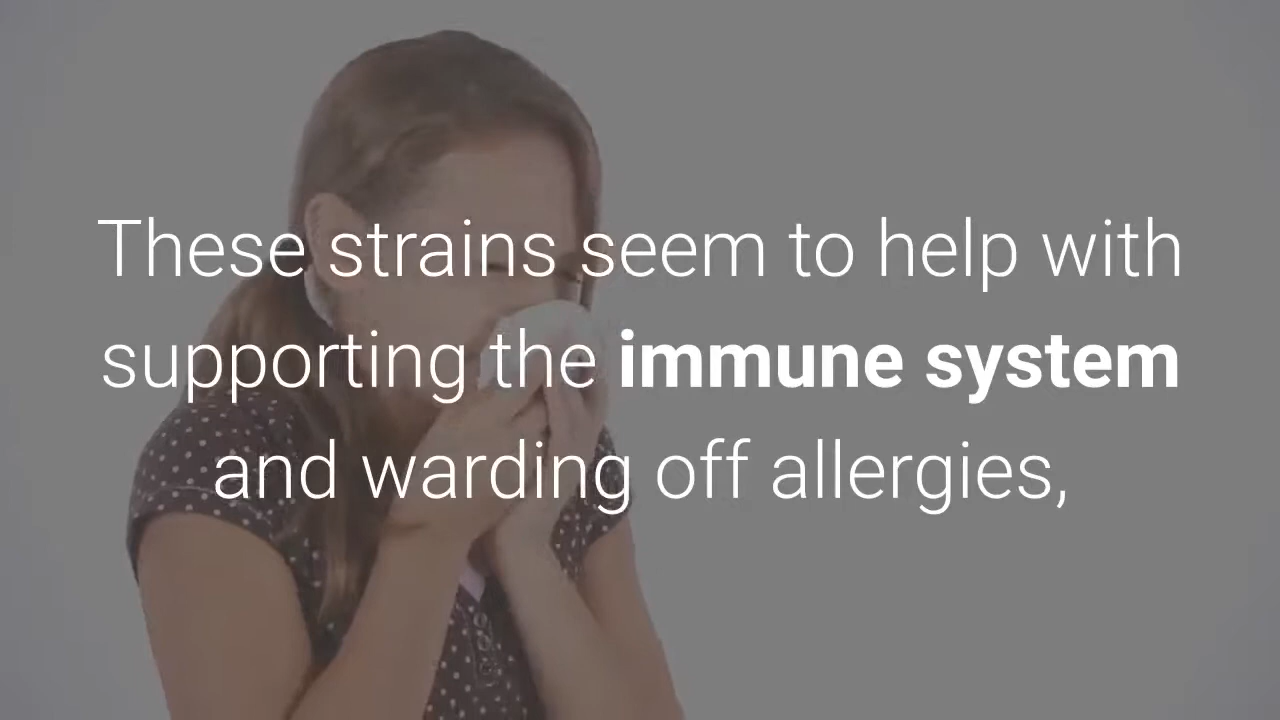 These strains seem to help with
supporting the immune system
and warding off allergies,